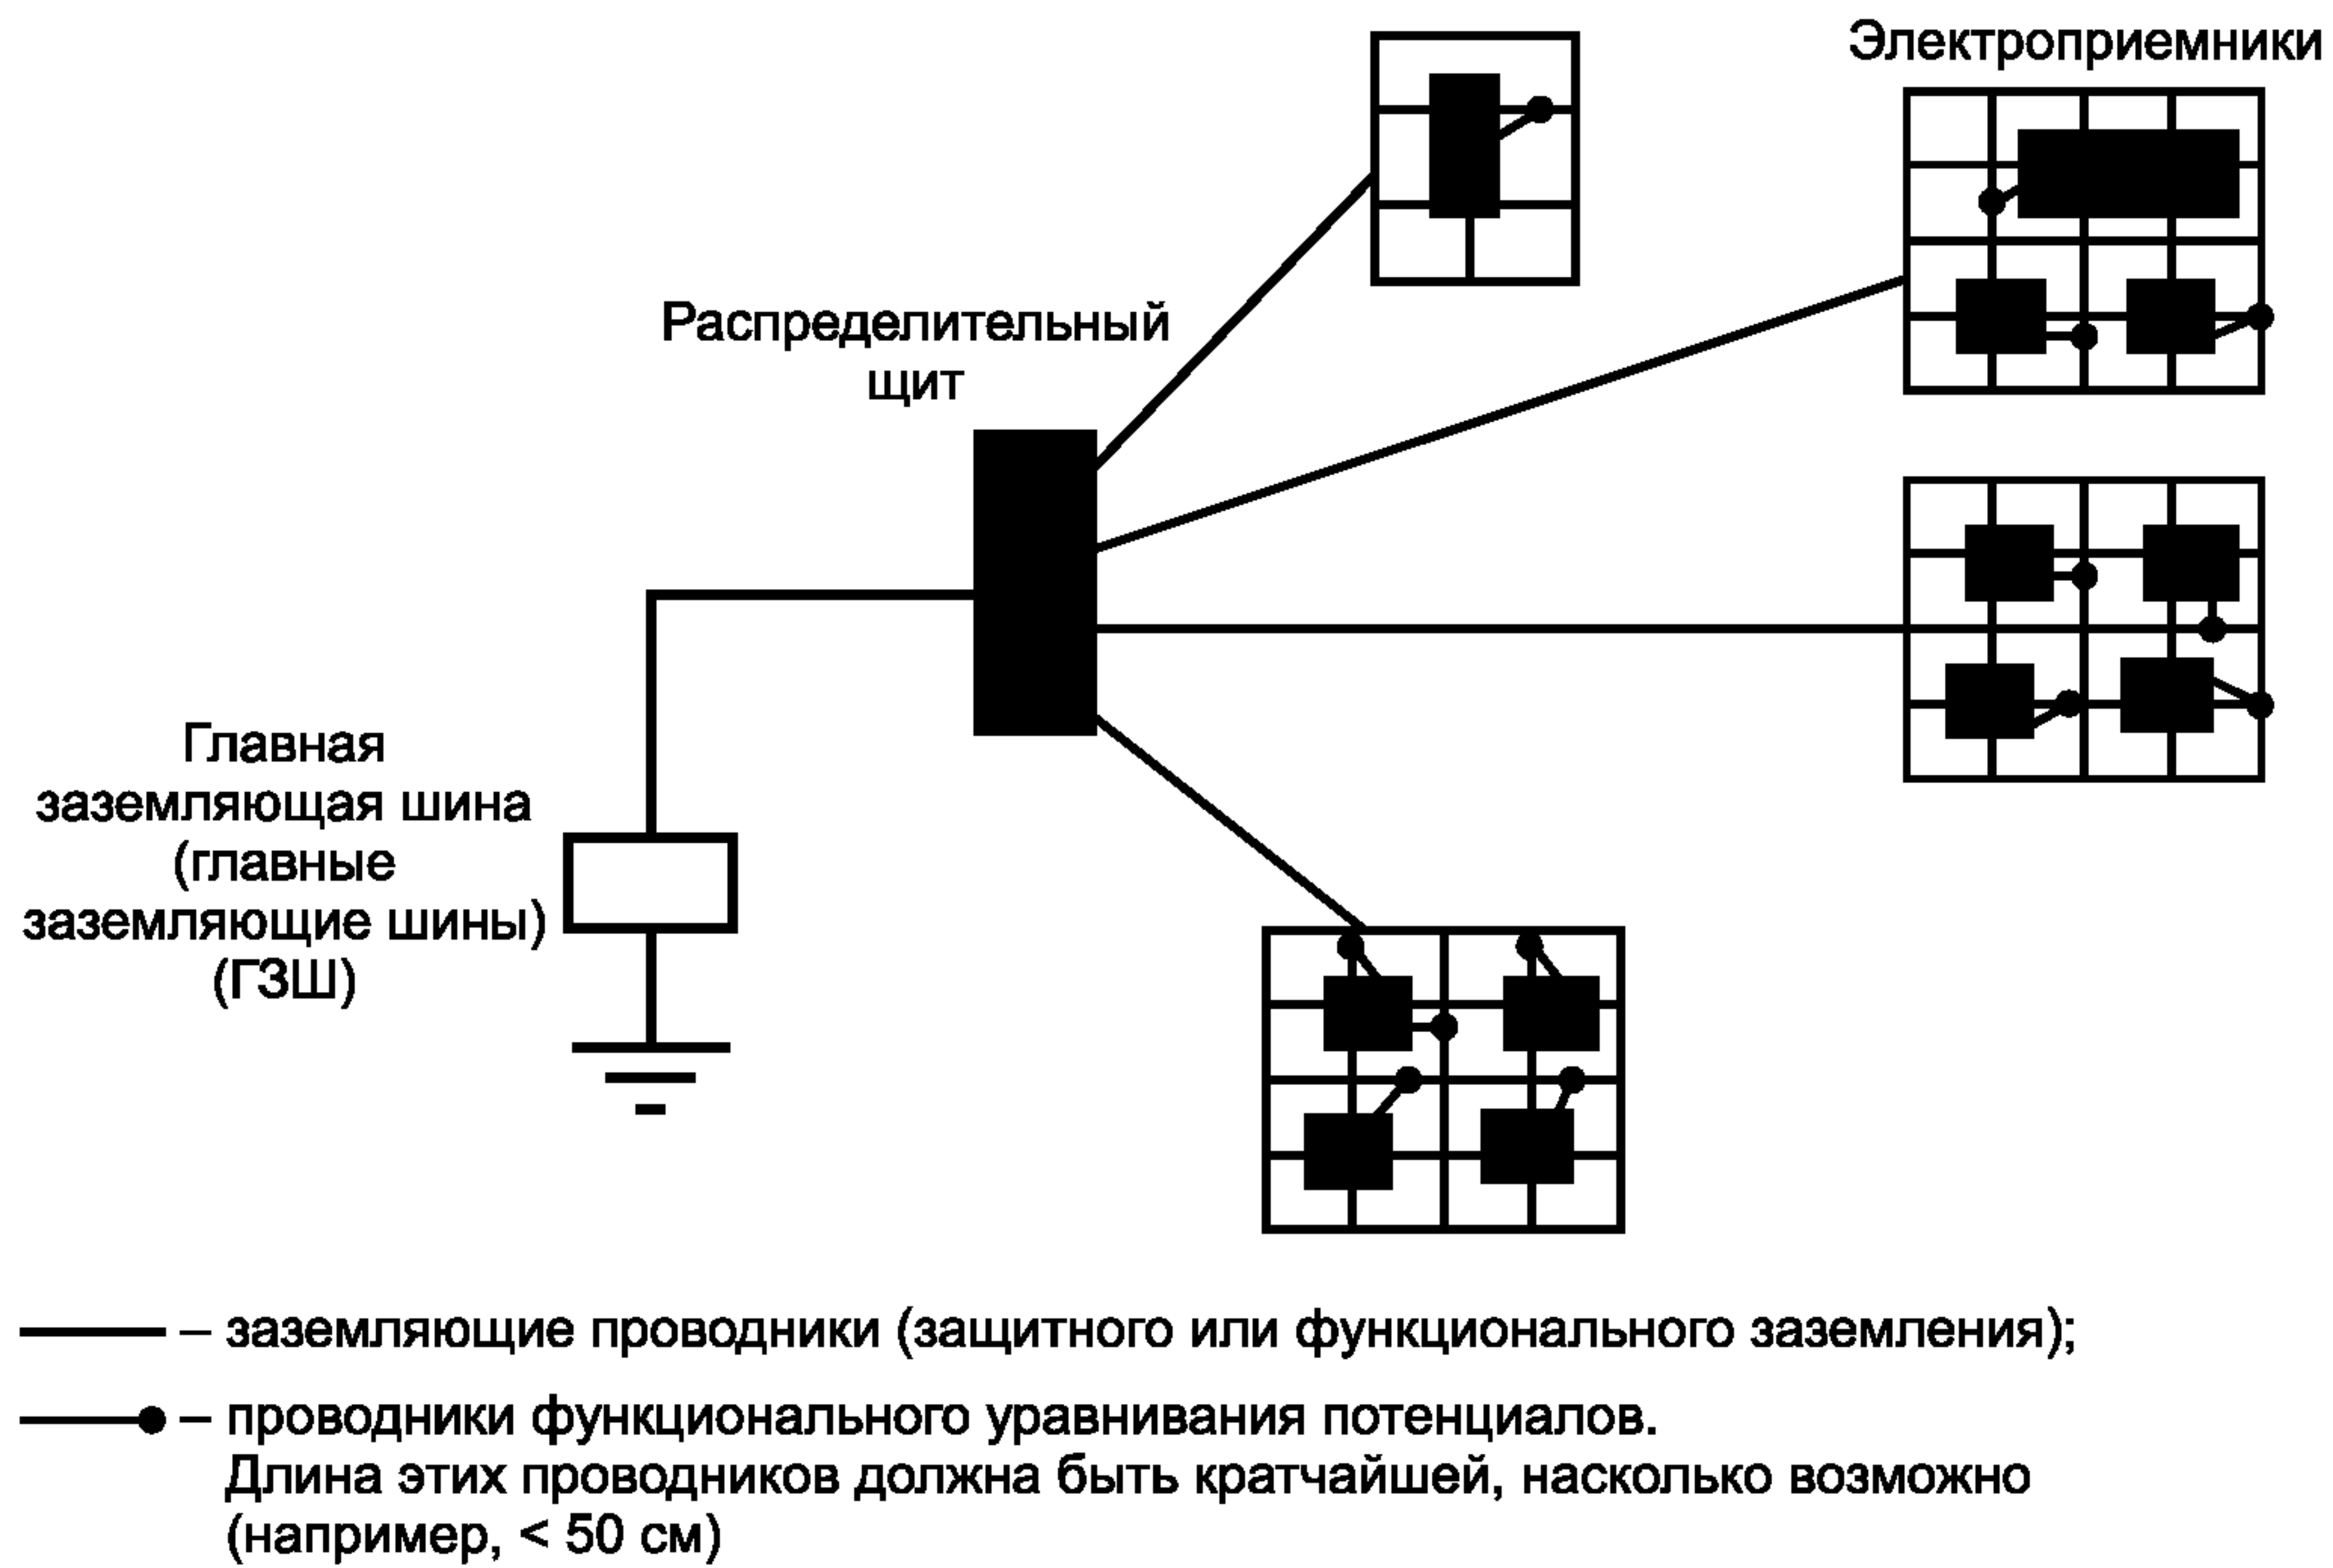 Электроприемники
Распределительный
щит
Главная
заземляющая шина
(главные
заземляющие шины)
(ГЗШ)
– заземляющие проводники (защитного или функционального заземления);
– проводники функционального уравнивания потенциалов.
Длина этих проводников должна быть кратчайшей, насколько возможно
(например, < 50 см)